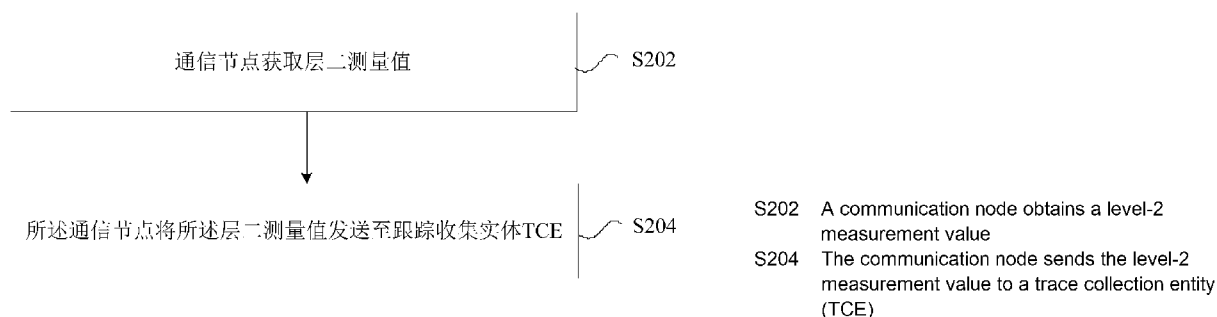 通信节点获取层二测量值 S202
所述通信节点将所述层二测量值发送至跟踪收集实体TCE S204
S202 A communication node obtains a level-2
measurement value
S204 The communication node sends the level-2
measurement value to a trace collection entity
(TCE)